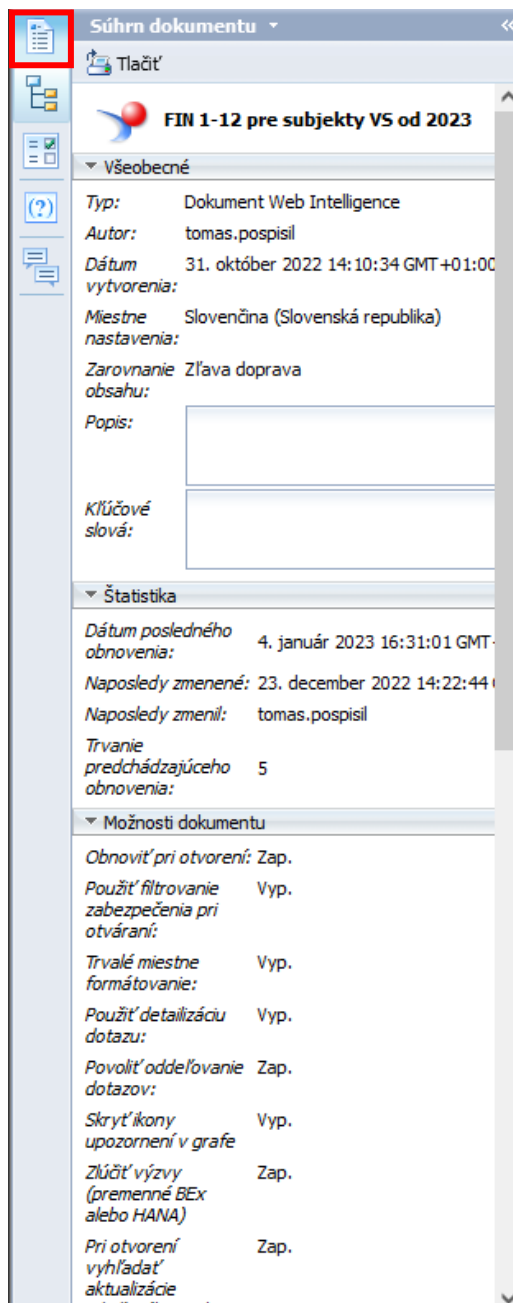 Súhrn dokumentu
Tlačiť
FIN 1-12 pre subjekty VS od 2023
Všeobecné
Typ: Dokument Web Intelligence
Autor: tomas.pospisil
Dátum vytvorenia: 31. október 2022 14:10:34 GMT+01:00
Miestne nastavenia: Slovenčina (Slovenská republika)
Zarovnanie obsahu: Zľava doprava
Popis:
Kľúčové slová:
Štatistika
Dátum posledného obnovenia: 4. január 2023 16:31:01 GMT-
Naposledy zmenené: 23. december 2022 14:22:44
Naposledy zmenil: tomas.pospisil
Trvanie predchádzajúceho obnovenia: 5
Možnosti dokumentu
Obnoviť pri otvorení: Zap.
Použiť filtrovanie zabezpečenia pri otváraní: Vyp.
Trvalé miestne formátovanie: Vyp.
Použiť detailizáciu dotazu: Vyp.
Povoliť oddeľovanie dotazov: Zap.
Skryť ikony upozornení v grafe Vyp.
Zlúčiť výzvy (premenné BEx alebo HANA) Zap.
Pri otvorení vyhľadať aktualizácie Zap.